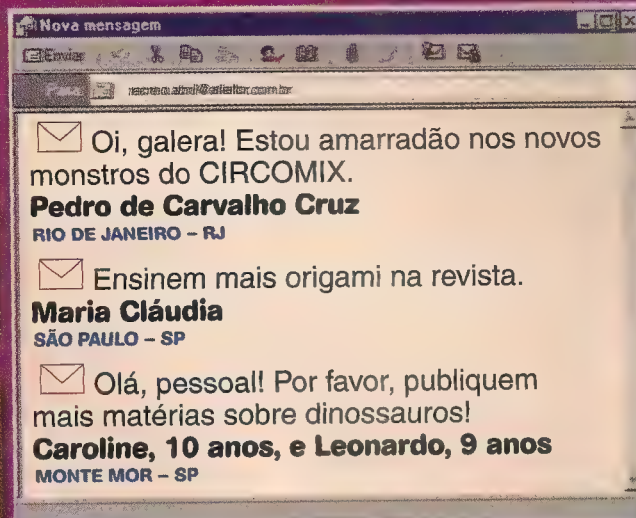 Nova mensagem
Enviar
Oi, galera! Estou amarradão nos novos
monstros do CIRCOMIX.
Pedro de Carvalho Cruz
RIO DE JANEIRO – RJ
Ensinem mais origami na revista.
Maria Cláudia
SÃO PAULO – SP
Olá, pessoal! Por favor, publiquem
mais matérias sobre dinossauros!
Caroline, 10 anos, e Leonardo, 9 anos
MONTE MOR – SP